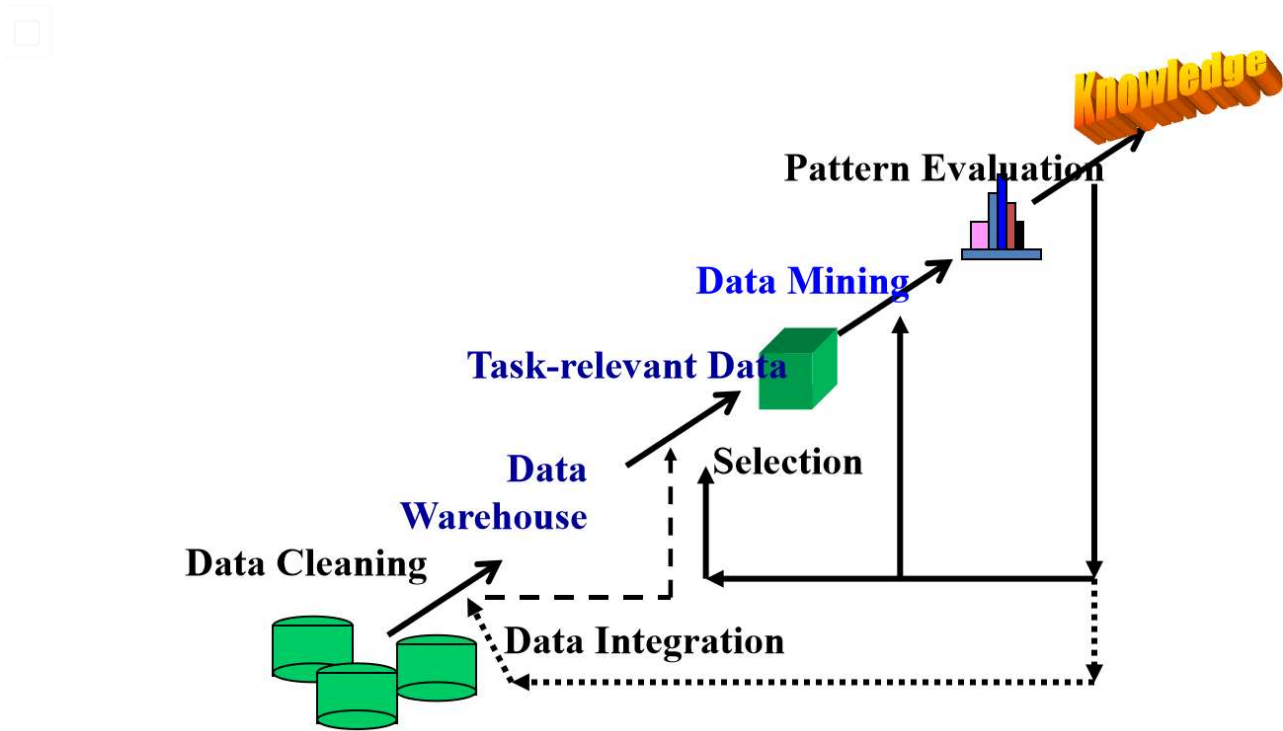 Knowledge
Pattern Evaluation
Data Mining
Task-relevant Data
Selection
Data
Warehouse
Data Cleaning
Data Integration